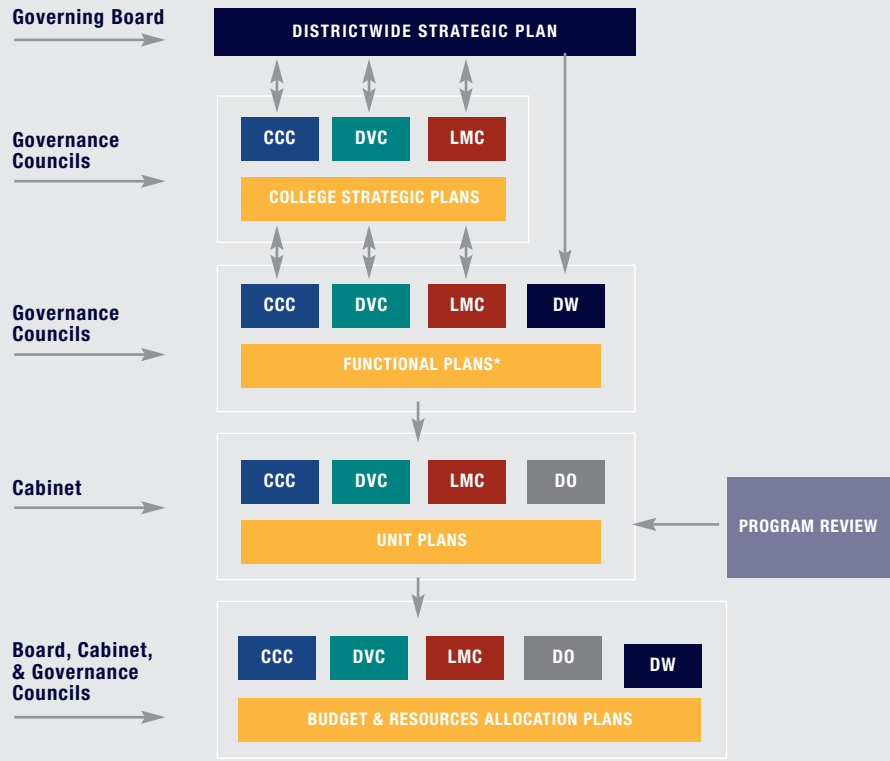 Governing Board
DISTRICTWIDE STRATEGIC PLAN
Governance
Councils
CCC
DVC
LMC
COLLEGE STRATEGIC PLANS
Governance
Councils
CCC
DVC
LMC
DW
FUNCTIONAL PLANS*
Cabinet
CCC
DVC
LMC
DO
UNIT PLANS
PROGRAM REVIEW
Board, Cabinet,
& Governance
Councils
CCC
DVC
LMC
DO
DW
BUDGET & RESOURCES ALLOCATION PLANS